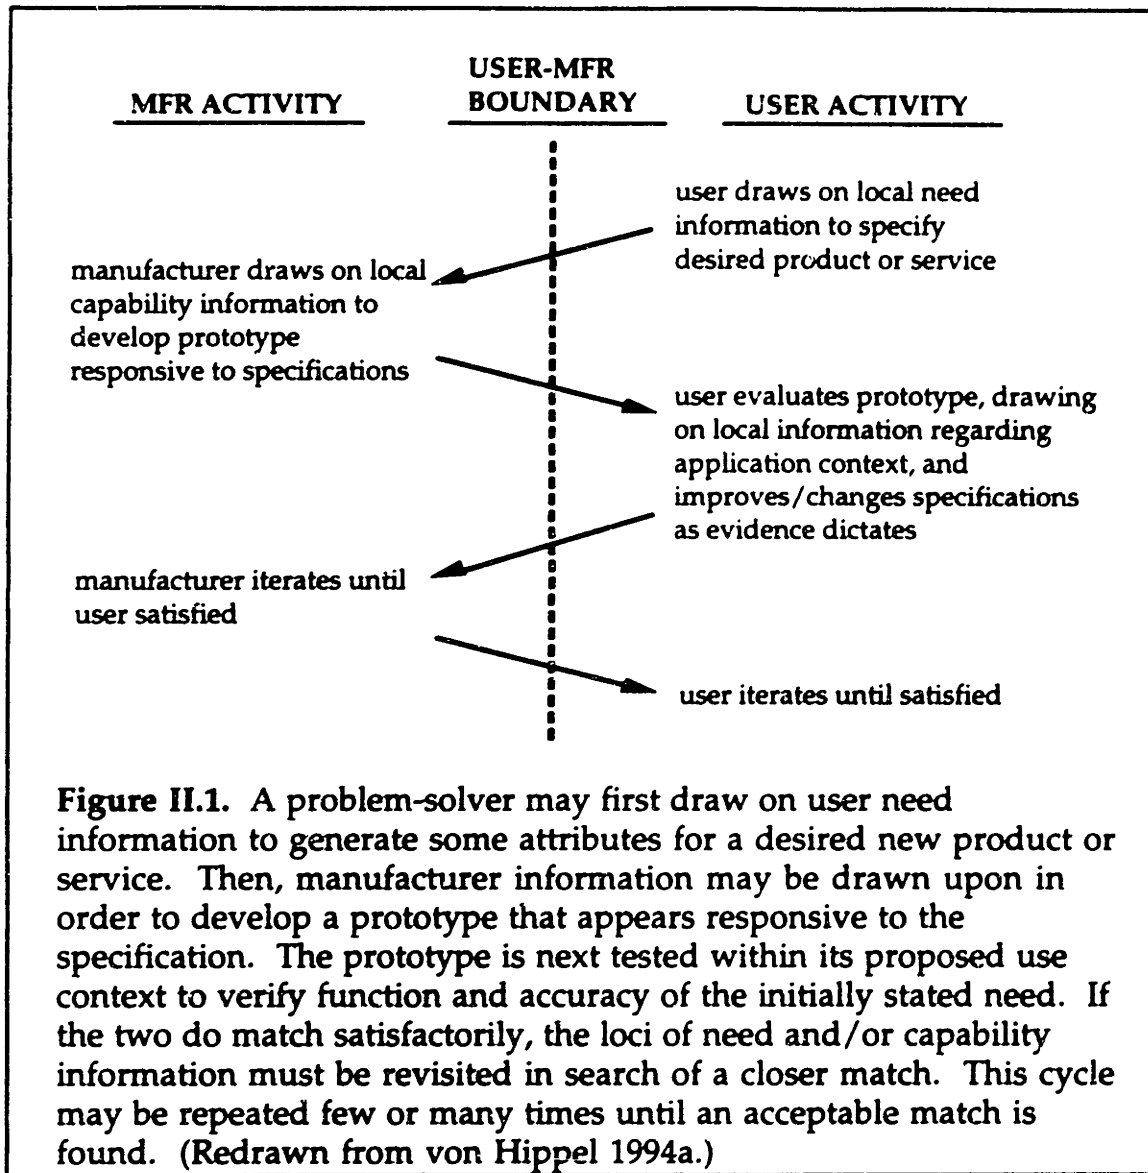 MFR ACTIVITY
USER-MFR
BOUNDARY
USER ACTIVITY
user draws on local need
information to specify
desired product or service
manufacturer draws on local
capability information to
develop prototype
responsive to specifications
user evaluates prototype, drawing
on local information regarding
application context, and
improves/changes specifications
as evidence dictates
manufacturer iterates until
user satisfied
user iterates until satisfied
Figure II.1. A problem-solver may first draw on user need
information to generate some attributes for a desired new product or
service. Then, manufacturer information may be drawn upon in
order to develop a prototype that appears responsive to the
specification. The prototype is next tested within its proposed use
context to verify function and accuracy of the initially stated need. If
the two do match satisfactorily, the loci of need and/or capability
information must be revisited in search of a closer match. This cycle
may be repeated few or many times until an acceptable match is
found. (Redrawn from von Hippel 1994a.)